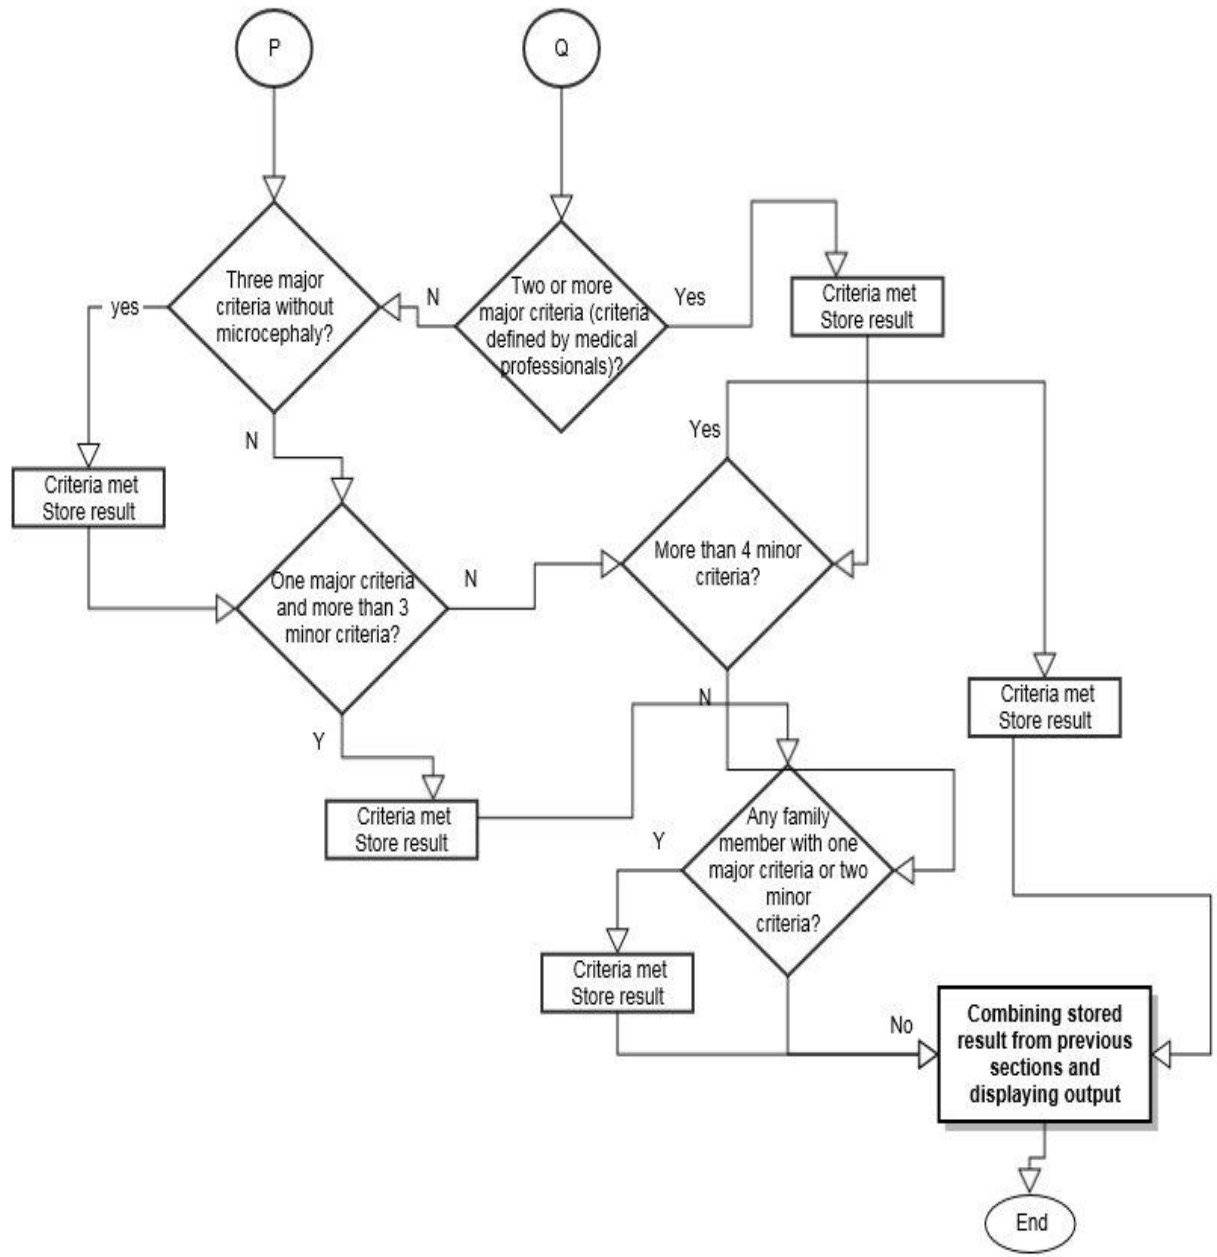 P
Q
Three major
criteria without
microcephaly?
yes
N
Two or more
major criteria (criteria
defined by medical
professionals)?
Yes
Criteria met
Store result
N
Yes
Criteria met
Store result
More than 4 minor
criteria?
One major criteria
and more than 3
minor criteria?
N
N
Criteria met
Store result
Y
Criteria met
Store result
Any family
member with one
major criteria or two
minor
criteria?
Y
Criteria met
Store result
No
Combining stored
result from previous
sections and
displaying output
End